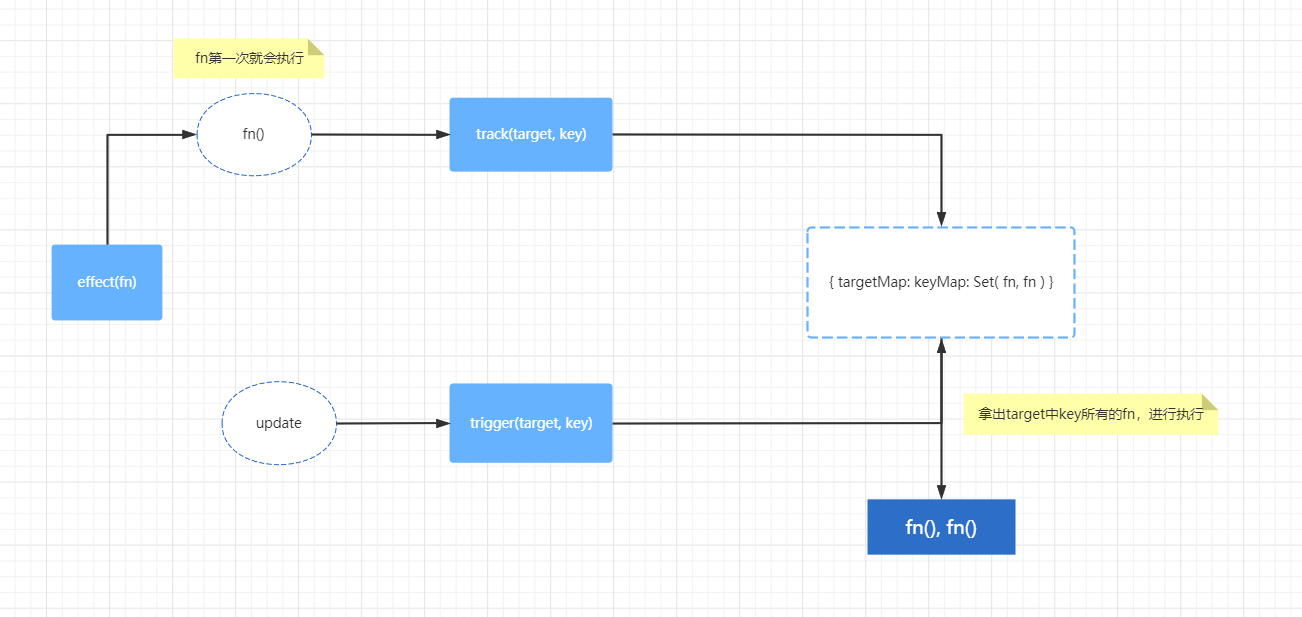 fn第一次就会执行
fn()
track(target, key)
effect(fn)
{ targetMap: keyMap: Set( fn, fn ) }
update
trigger(target, key)
拿出target中key所有的fn，进行执行
fn(), fn()